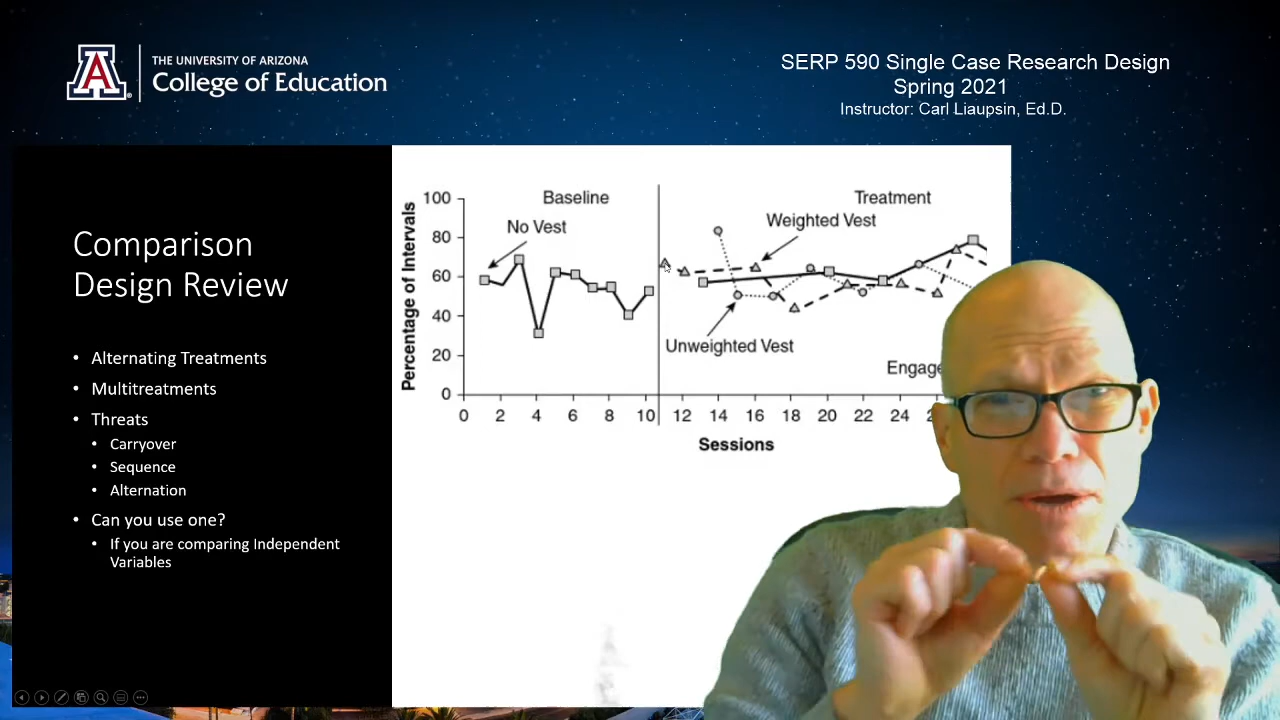 THE UNIVERSITY OF ARIZONA
College of Education
SERP 590 Single Case Research Design
Spring 2021
Instructor: Carl Liaupsin, Ed.D.
Comparison
Design Review
• Alternating Treatments
• Multitreatments
• Threats
• Carryover
• Sequence
• Alternation
• Can you use one?
• If you are comparing Independent
Variables
Percentage of Intervals
100
80
60
40
20
0
Baseline
Treatment
No Vest
Weighted Vest
Unweighted Vest
Engage
0 2 4 6 8 10 12 14 16 18 20 22 24 2
Sessions